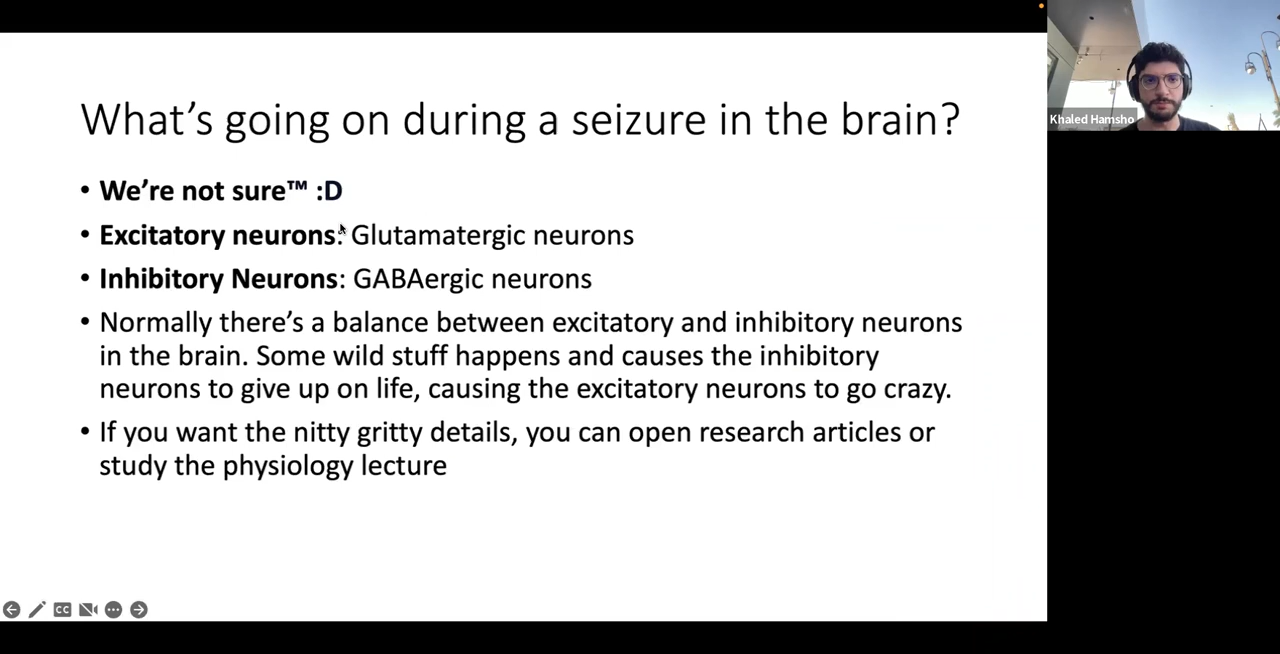 What's going on during a seizure in the brain?
• We're not sure™ :D
• Excitatory neurons: Glutamatergic neurons
• Inhibitory Neurons: GABAergic neurons
• Normally there's a balance between excitatory and inhibitory neurons
in the brain. Some wild stuff happens and causes the inhibitory
neurons to give up on life, causing the excitatory neurons to go crazy.
• If you want the nitty gritty details, you can open research articles or
study the physiology lecture
Khaled Hamsho
CC